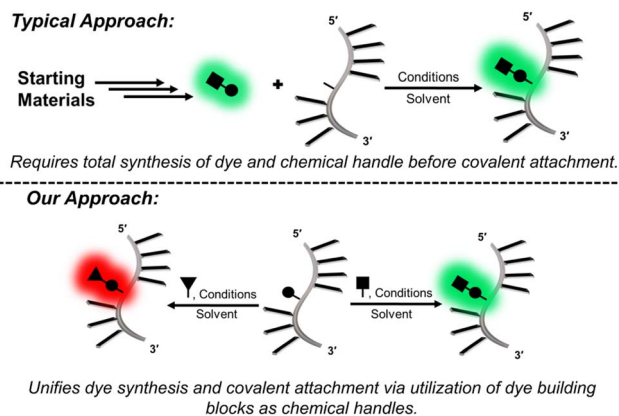 Typical Approach:
5′ 5′
Starting
Materials
+
Conditions
Solvent
3′ 3′
Requires total synthesis of dye and chemical handle before covalent attachment.
Our Approach:
5′ 5′ 5′
, Conditions , Conditions
Solvent Solvent
3′ 3′ 3′
Unifies dye synthesis and covalent attachment via utilization of dye building
blocks as chemical handles.